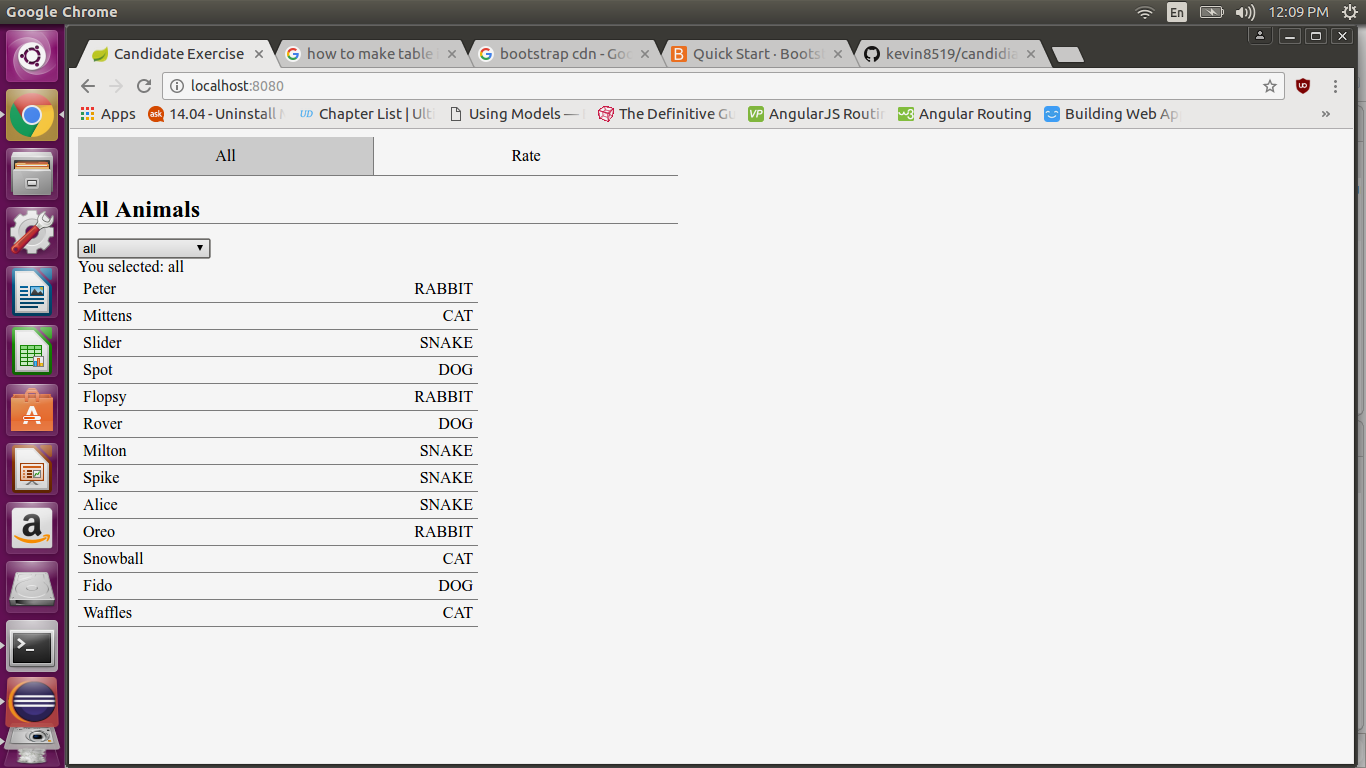 Google Chrome En 12:09 PM
Candidate Exercise how to make table bootstrap cdn - Goo Quick Start · Bootst kevin8519/candidia
localhost:8080
Apps 14.04 - Uninstall Chapter List | Ult Using Models — The Definitive Gu AngularJS Routi Angular Routing Building Web Ap »
All Rate
All Animals
all
You selected: all
Peter RABBIT
Mittens CAT
Slider SNAKE
Spot DOG
Flopsy RABBIT
Rover DOG
Milton SNAKE
Spike SNAKE
Alice SNAKE
Oreo RABBIT
Snowball CAT
Fido DOG
Waffles CAT